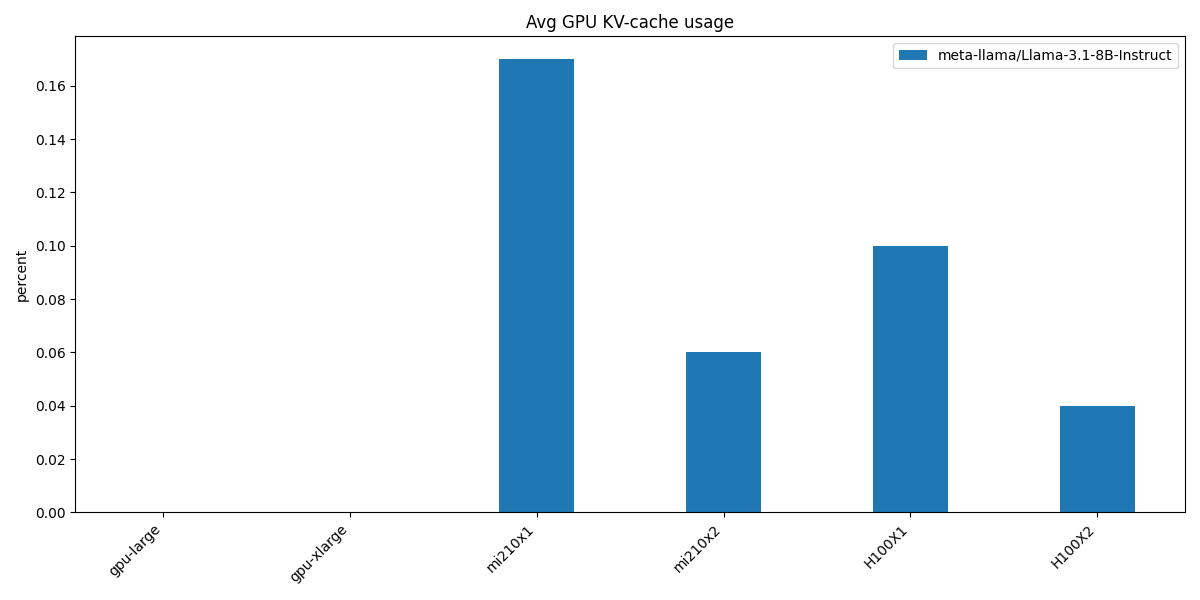 Avg GPU KV-cache usage
meta-llama/Llama-3.1-8B-Instruct
percent
0.16
0.14
0.12
0.10
0.08
0.06
0.04
0.02
0.00
gpu-large
gpu-xlarge
mi210x1
mi210x2
H100X1
H100X2